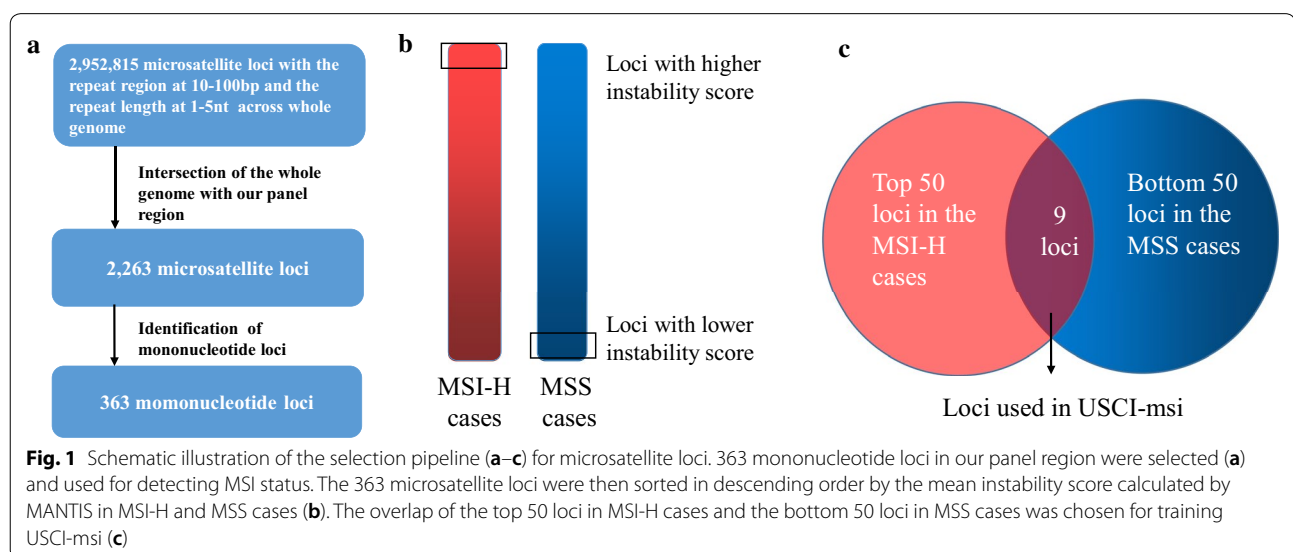 a
2,952,815 microsatellite loci with the
repeat region at 10-100bp and the
repeat length at 1-5nt across whole
genome
Intersection of the whole
genome with our panel
region
2,263 microsatellite loci
Identification of
mononucleotide loci
363 momonucleotide loci
b
Loci with higher
instability score
Loci with lower
instability score
MSI-H
cases
MSS
cases
c
Top 50
loci in the
MSI-H
cases
9
loci
Bottom 50
loci in the
MSS cases
Loci used in USCI-msi
Fig. 1 Schematic illustration of the selection pipeline (a–c) for microsatellite loci. 363 mononucleotide loci in our panel region were selected (a)
and used for detecting MSI status. The 363 microsatellite loci were then sorted in descending order by the mean instability score calculated by
MANTIS in MSI-H and MSS cases (b). The overlap of the top 50 loci in MSI-H cases and the bottom 50 loci in MSS cases was chosen for training
USCI-msi (c)